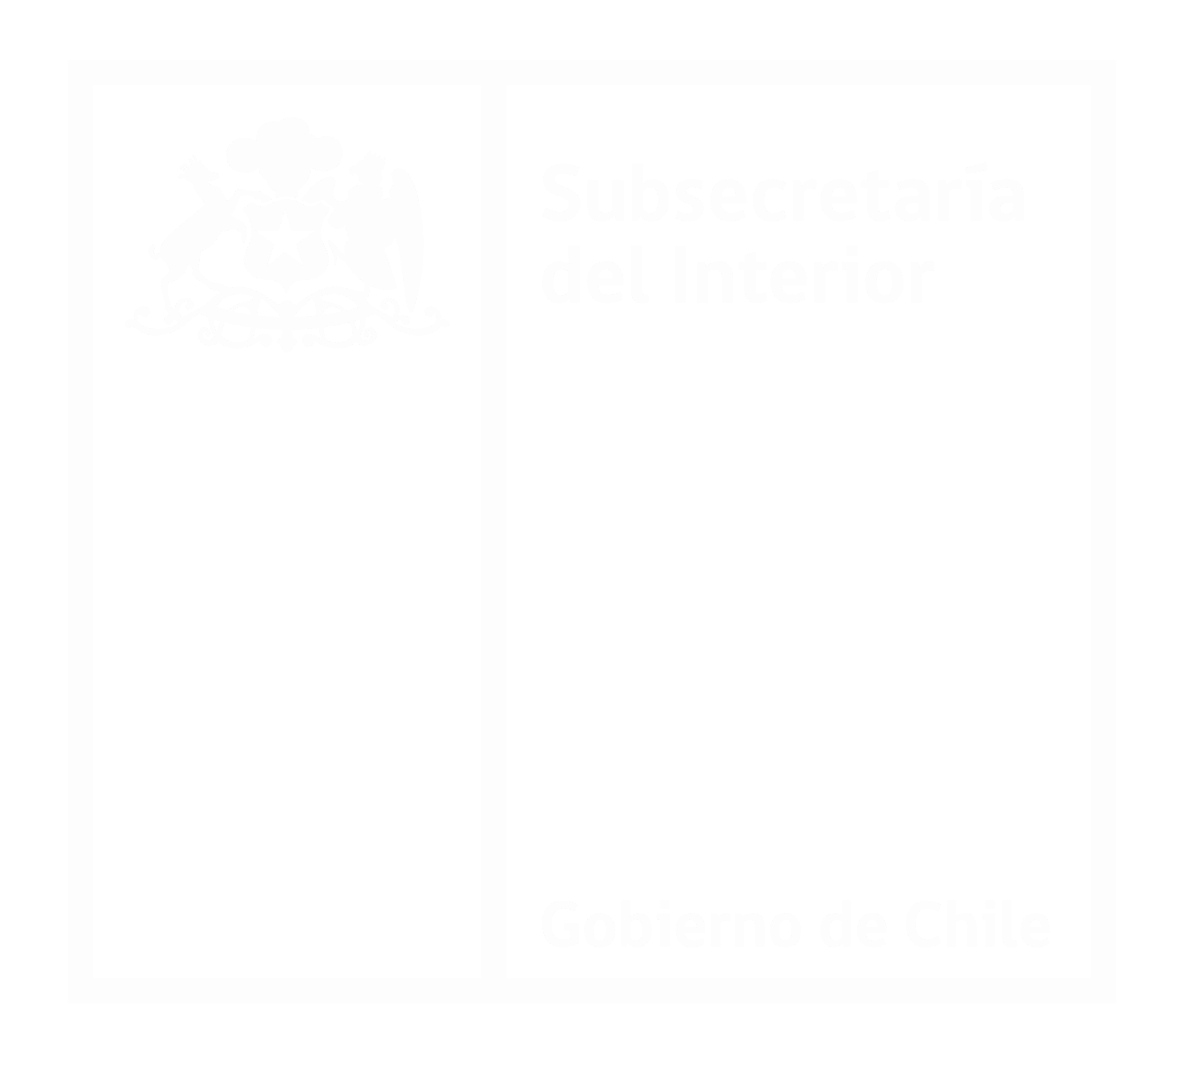 Subsecretaría
del Interior
Gobierno de Chile